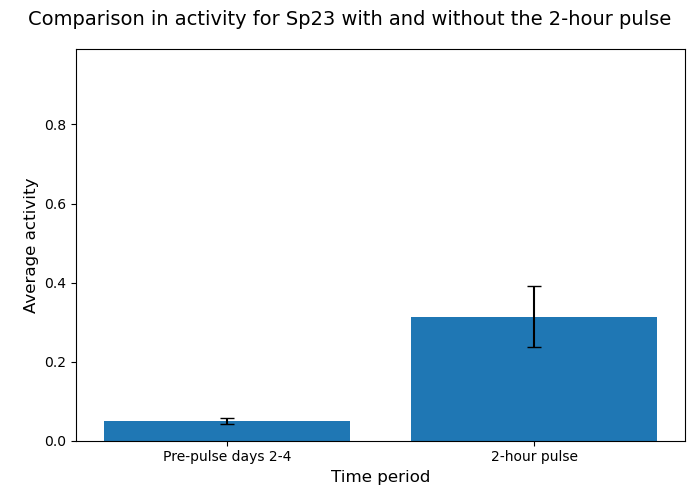 Comparison in activity for Sp23 with and without the 2-hour pulse
Average activity
0.8
0.6
0.4
0.2
0.0
Pre-pulse days 2-4
2-hour pulse
Time period